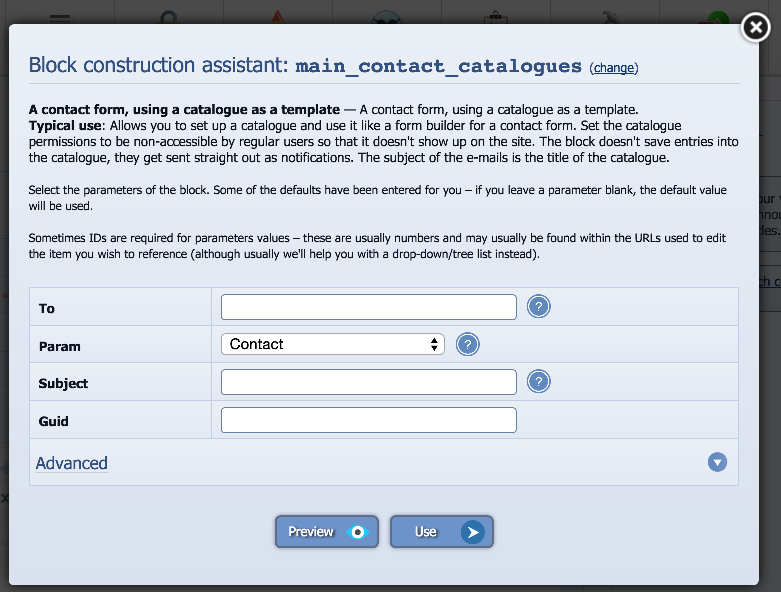 Block construction assistant: main_contact_catalogues (change)
A contact form, using a catalogue as a template — A contact form, using a catalogue as a template.
Typical use: Allows you to set up a catalogue and use it like a form builder for a contact form. Set the catalogue
permissions to be non-accessible by regular users so that it doesn't show up on the site. The block doesn't save entries into
the catalogue, they get sent straight out as notifications. The subject of the e-mails is the title of the catalogue.
Select the parameters of the block. Some of the defaults have been entered for you – if you leave a parameter blank, the default value
will be used.
Sometimes IDs are required for parameters values – these are usually numbers and may usually be found within the URLs used to edit
the item you wish to reference (although usually we'll help you with a drop-down/tree list instead).
To ?
Param Contact ?
Subject ?
Guid
Advanced
Preview Use